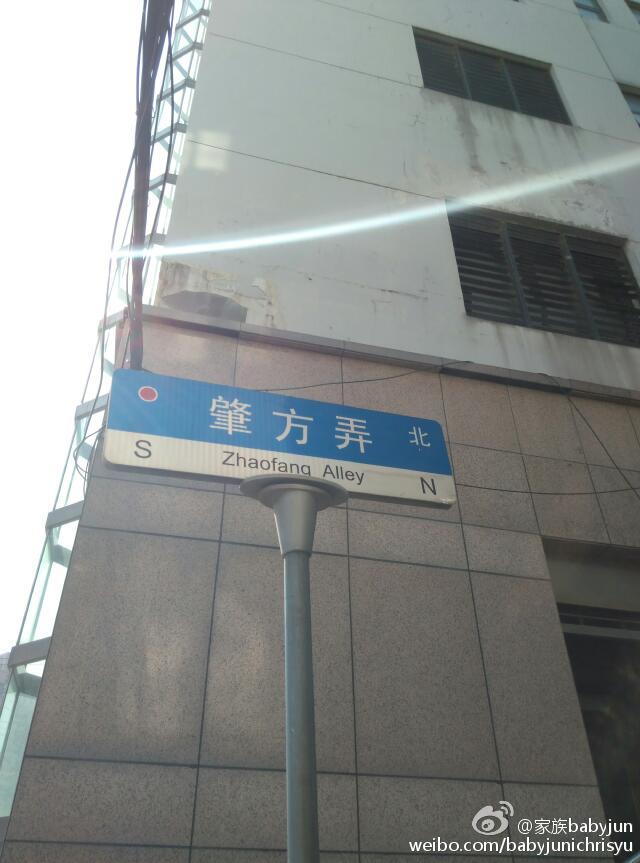 肇方弄 北
S Zhaofang Alley N
@家族babyjun
weibo.com/babyjunichrisyu